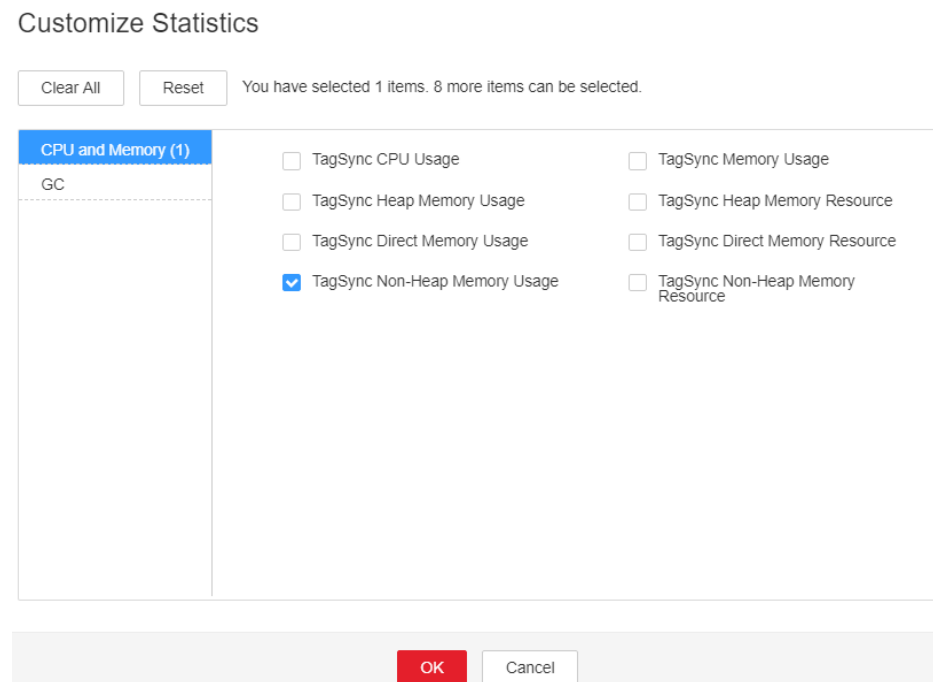 Customize Statistics
Clear All Reset You have selected 1 items. 8 more items can be selected.
CPU and Memory (1)
GC
TagSync CPU Usage TagSync Memory Usage
TagSync Heap Memory Usage TagSync Heap Memory Resource
TagSync Direct Memory Usage TagSync Direct Memory Resource
TagSync Non-Heap Memory Usage TagSync Non-Heap Memory
Resource
OK Cancel